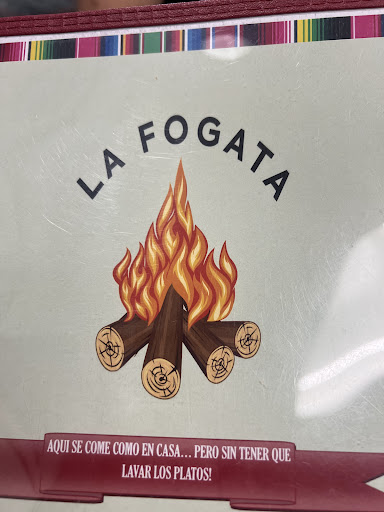 LA FOGATA
AQUI SE COME COMO EN CASA... PERO SIN TENER QUE
LAVAR LOS PLATOS!